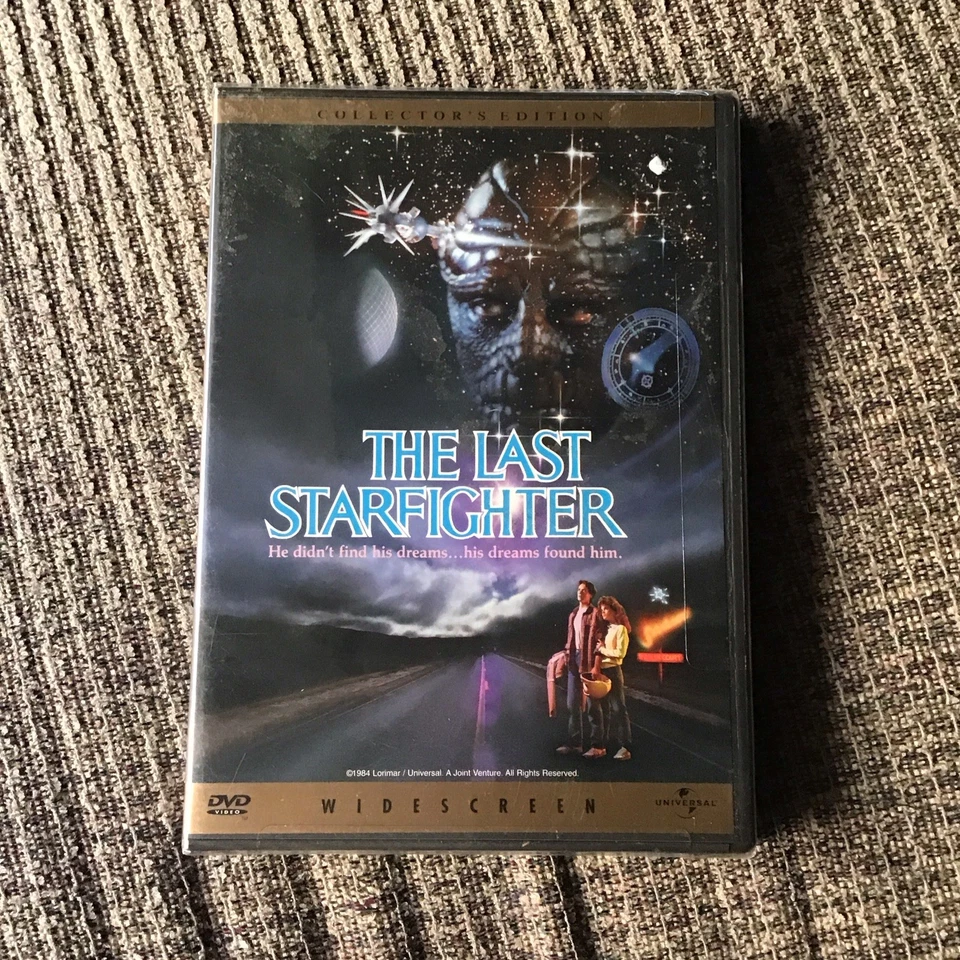 COLLECTOR'S EDITION
THE LAST
STARFIGHTER
He didn't find his dreams...his dreams found him.
©1984 Lorimar / Universal. A Joint Venture. All Rights Reserved.
DVD
VIDEO
WIDESCREEN
UNIVERSAL